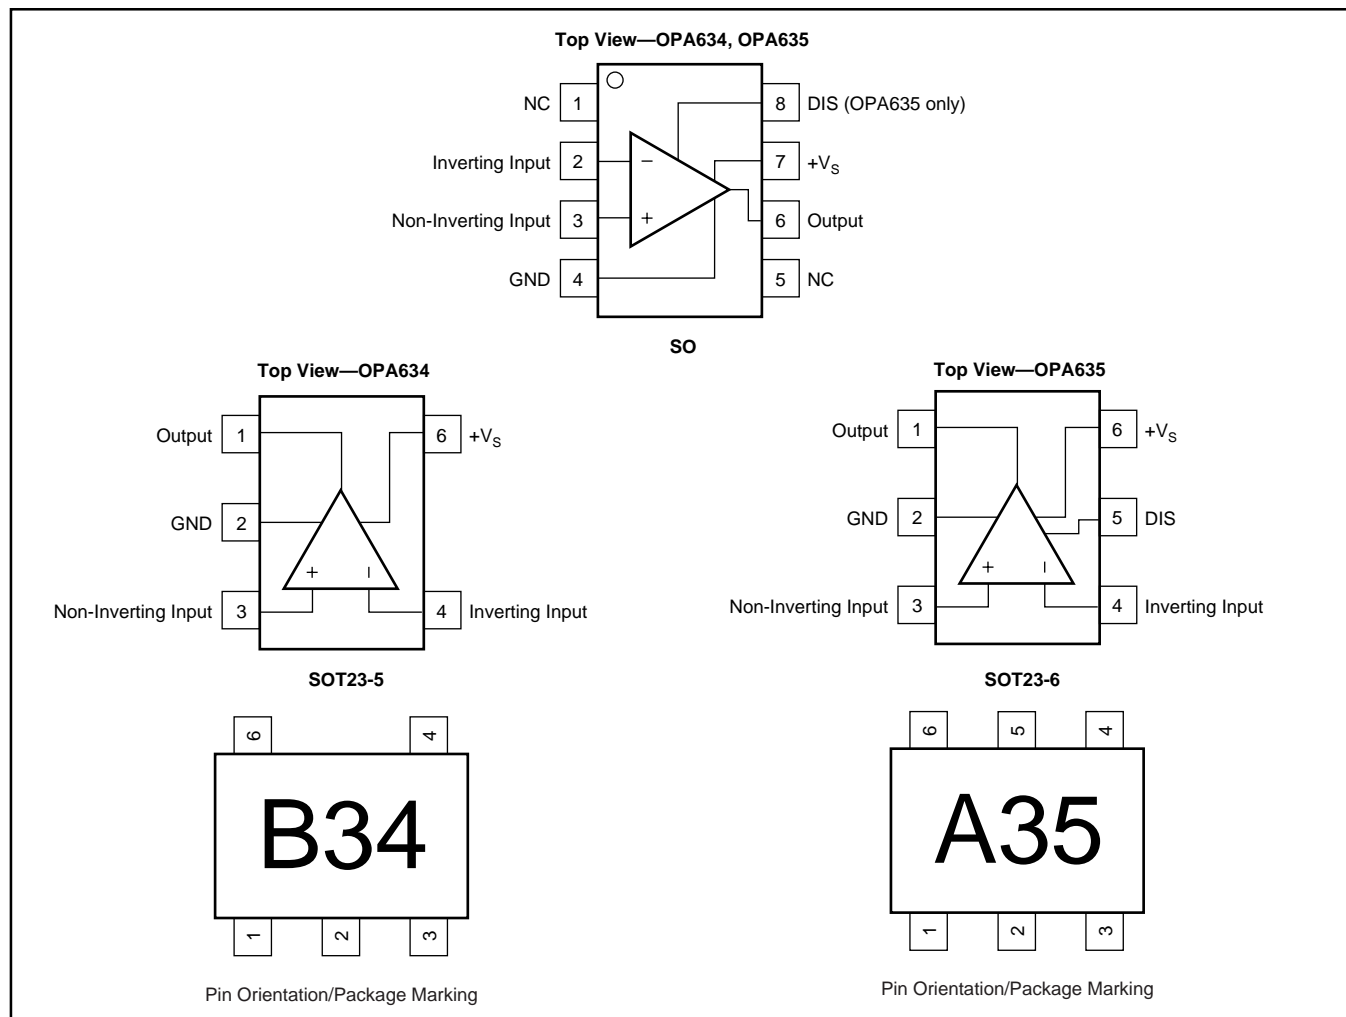 Top View—OPA634, OPA635
NC 1 8 DIS (OPA635 only)
Inverting Input 2 − 7 +VS
Non-Inverting Input 3 + 6 Output
GND 4 5 NC
SO
Top View—OPA634
Output 1 6 +VS
GND 2
+ −
Non-Inverting Input 3 4 Inverting Input
SOT23-5
6 4
B34
1 2 3
Pin Orientation/Package Marking
Top View—OPA635
Output 1 6 +VS
GND 2 5 DIS
+ −
Non-Inverting Input 3 4 Inverting Input
SOT23-6
6 5 4
A35
1 2 3
Pin Orientation/Package Marking